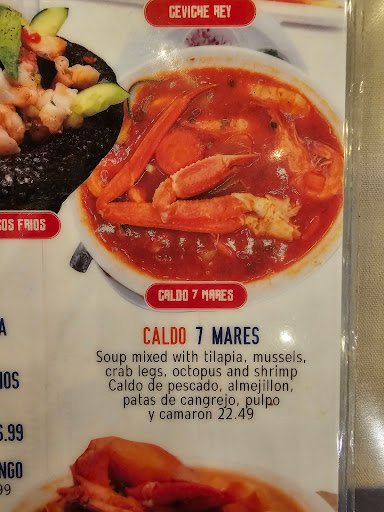 CEVICHE REY
OS FRIOS
CALDO 7 MARES
CALDO 7 MARES
Soup mixed with tilapia, mussels,
crab legs, octopus and shrimp
Caldo de pescado, almejillon,
patas de cangrejo, pulpo
y camaron 22.49
A
IOS
6.99
NGO
99